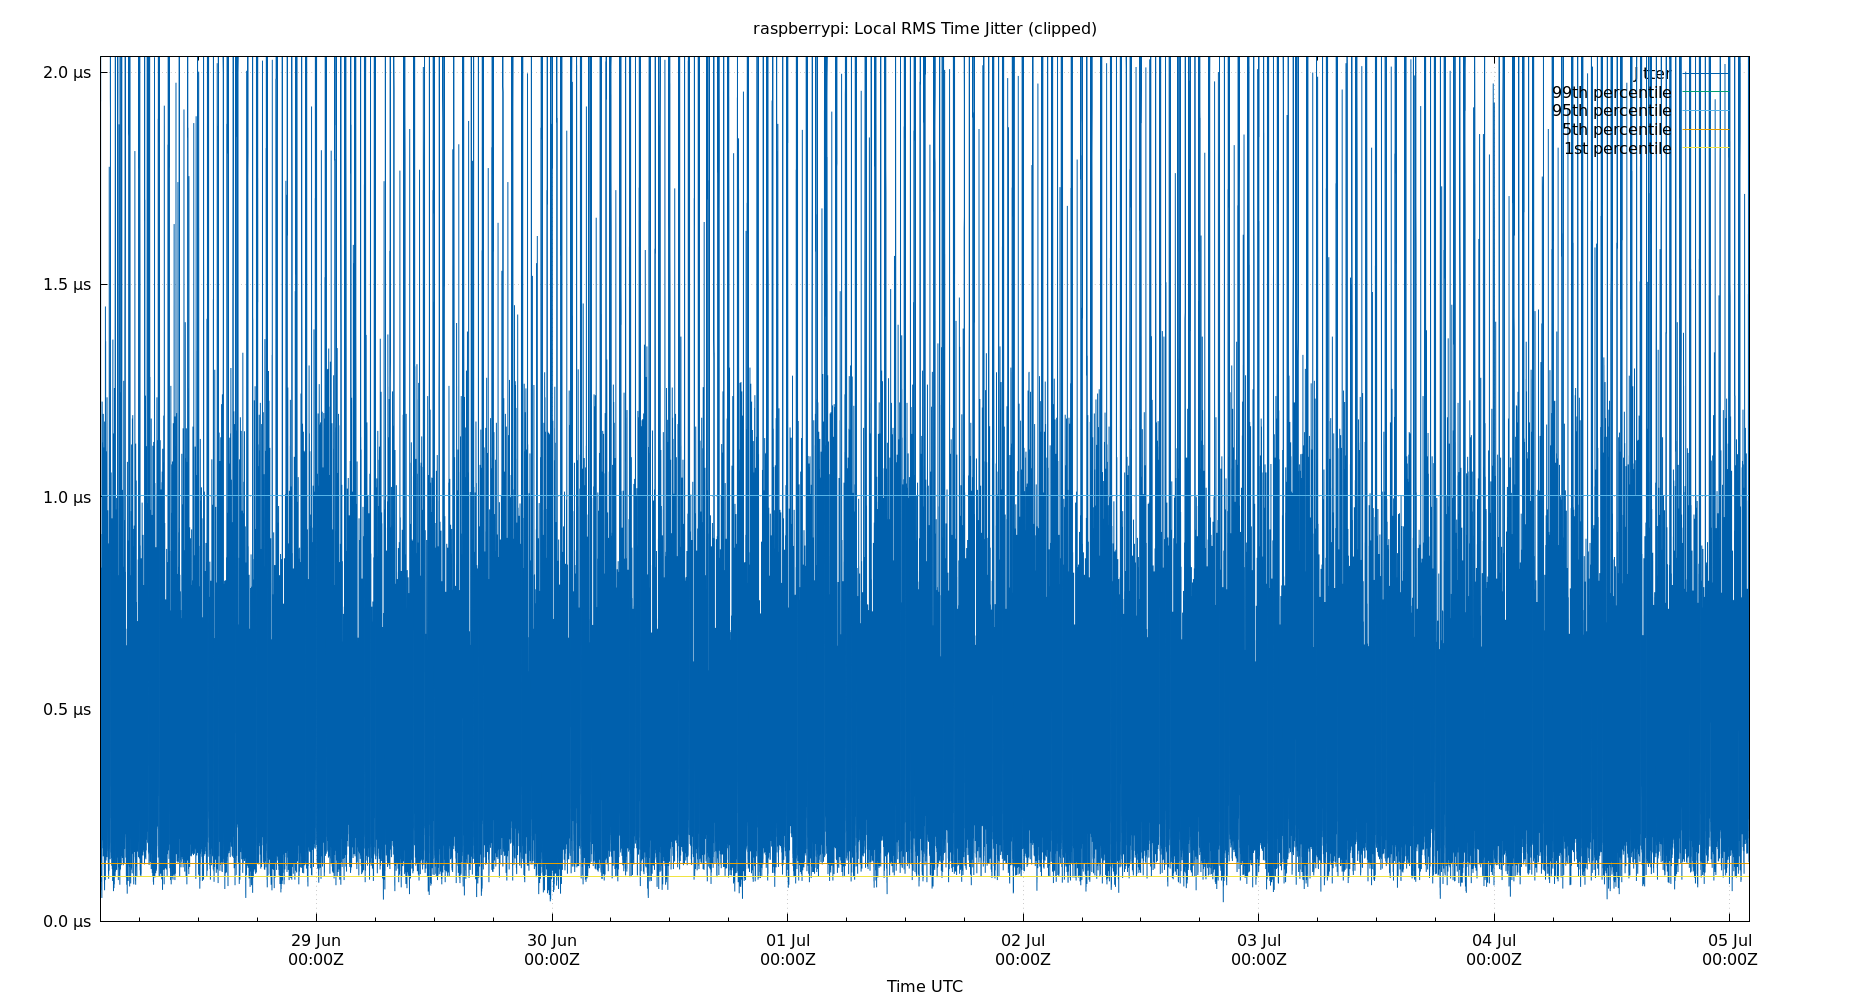 raspberrypi: Local RMS Time Jitter (clipped)
2.0 µs
jitter
99th percentile
95th percentile
5th percentile
1st percentile
1.5 µs
1.0 µs
0.5 µs
0.0 µs
29 Jun 30 Jun 01 Jul 02 Jul 03 Jul 04 Jul 05 Jul
00:00Z 00:00Z 00:00Z 00:00Z 00:00Z 00:00Z 00:00Z
Time UTC